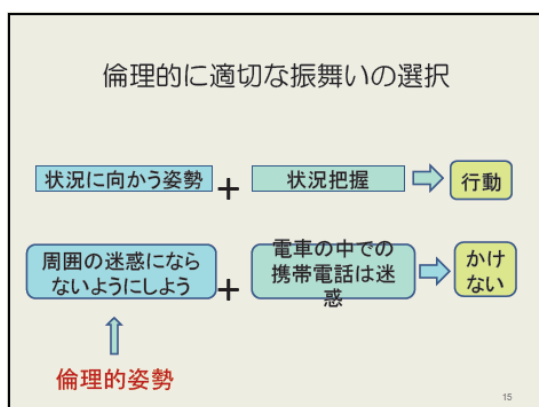 倫理的に適切な振舞いの選択
状況に向かう姿勢 + 状況把握 行動
周囲の迷惑になら
ないようにしよう
+
電車の中での
携帯電話は迷
惑
かけ
ない
倫理的姿勢
15